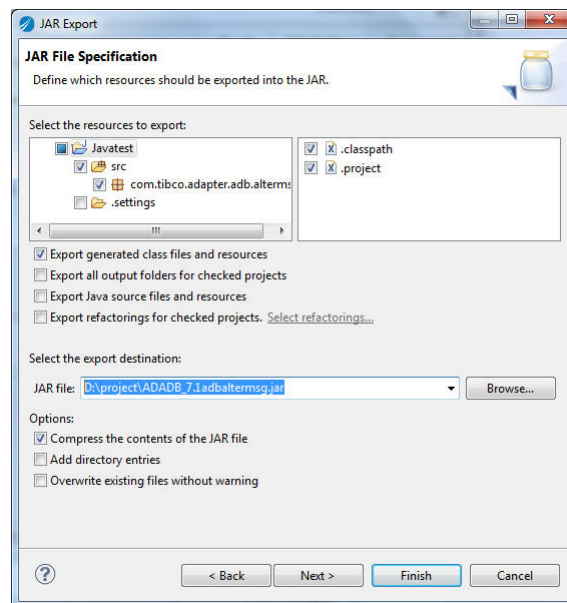 JAR Export
JAR File Specification
Define which resources should be exported into the JAR.
Select the resources to export:
Javatest
src
com.tibco.adapter.adb.alterms
.settings
.classpath
.project
Export generated class files and resources
Export all output folders for checked projects
Export Java source files and resources
Export refactorings for checked projects. Select refactorings...
Select the export destination:
JAR file: D:\project\ADADB_7.1adbaltermsg.jar Browse...
Options:
Compress the contents of the JAR file
Add directory entries
Overwrite existing files without warning
? < Back Next > Finish Cancel